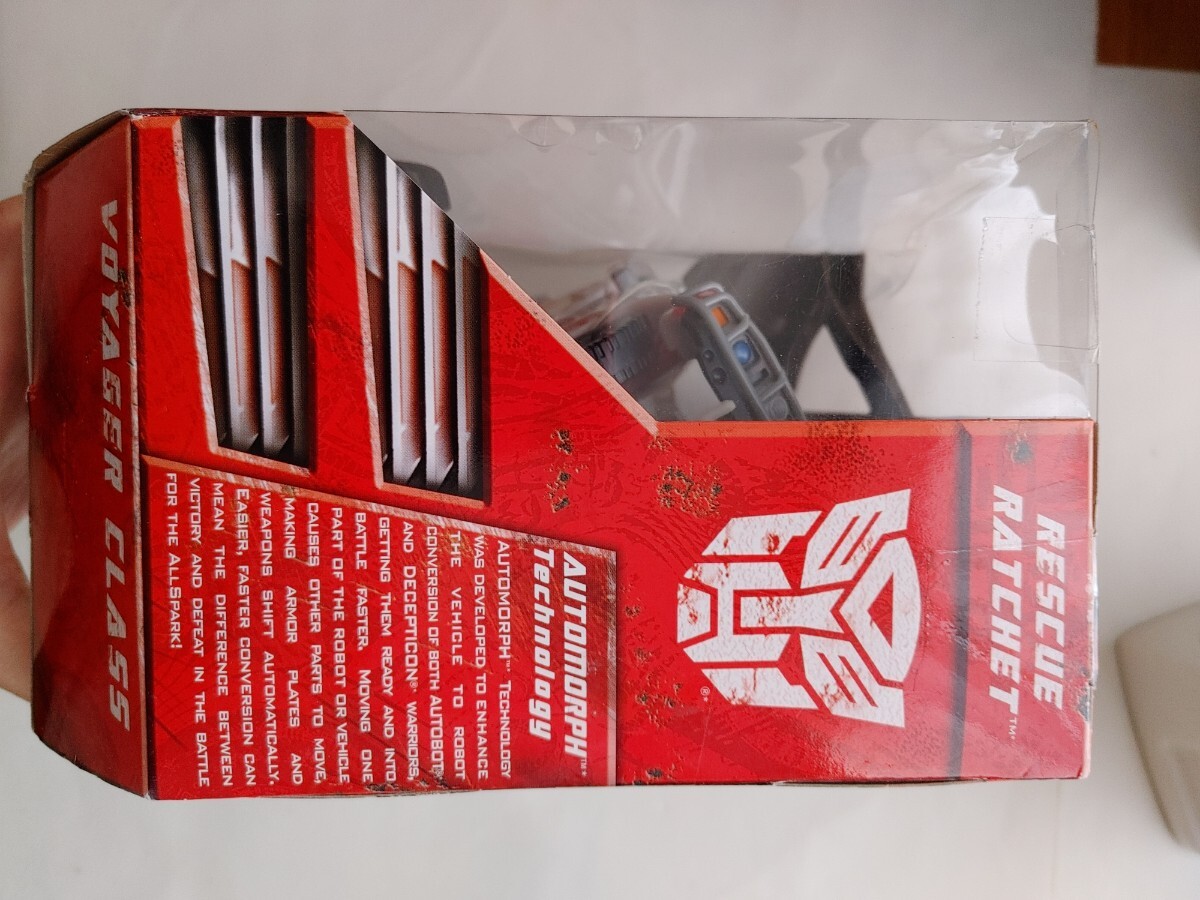 RESCUE
RATCHET™
®
AUTOMORPH™
Technology
AUTOMORPH™ TECHNOLOGY
WAS DEVELOPED TO ENHANCE
THE VEHICLE TO ROBOT
CONVERSION OF BOTH AUTOBOT®
AND DECEPTICON® WARRIORS,
GETTING THEM READY AND INTO
BATTLE FASTER. MOVING ONE
PART OF THE ROBOT OR VEHICLE
CAUSES OTHER PARTS TO MOVE,
MAKING ARMOR PLATES AND
WEAPONS SHIFT AUTOMATICALLY.
EASIER, FASTER CONVERSION CAN
MEAN THE DIFFERENCE BETWEEN
VICTORY AND DEFEAT IN THE BATTLE
FOR THE ALLSPARK!
VOYAGER CLASS